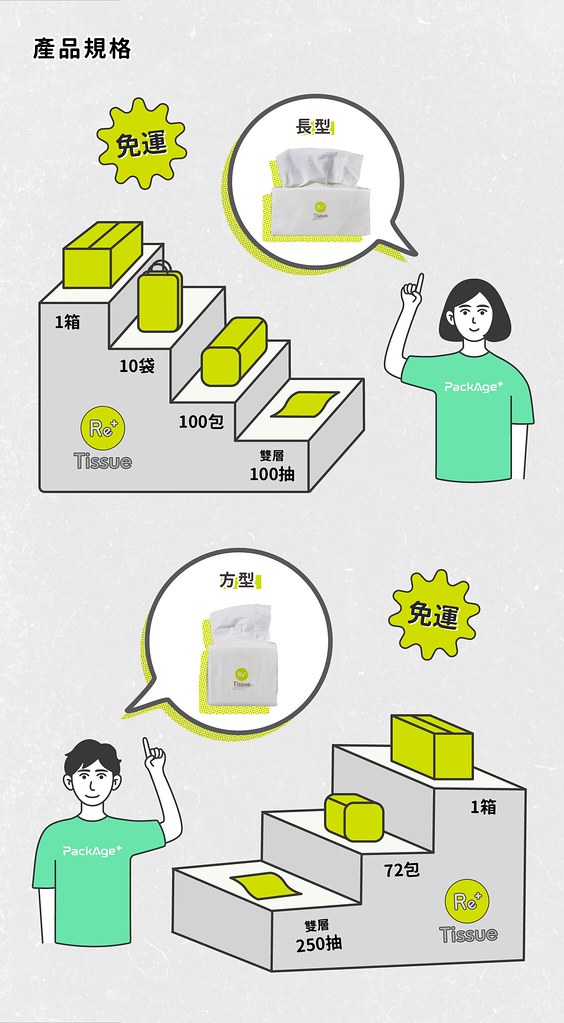 產品規格
免運
長型
Re+
Tissue
1箱
10袋
100包
雙層
100抽
Re+
Tissue
PackAge+
方型
免運
Re+
Tissue
PackAge+
1箱
72包
雙層
250抽
Re+
Tissue